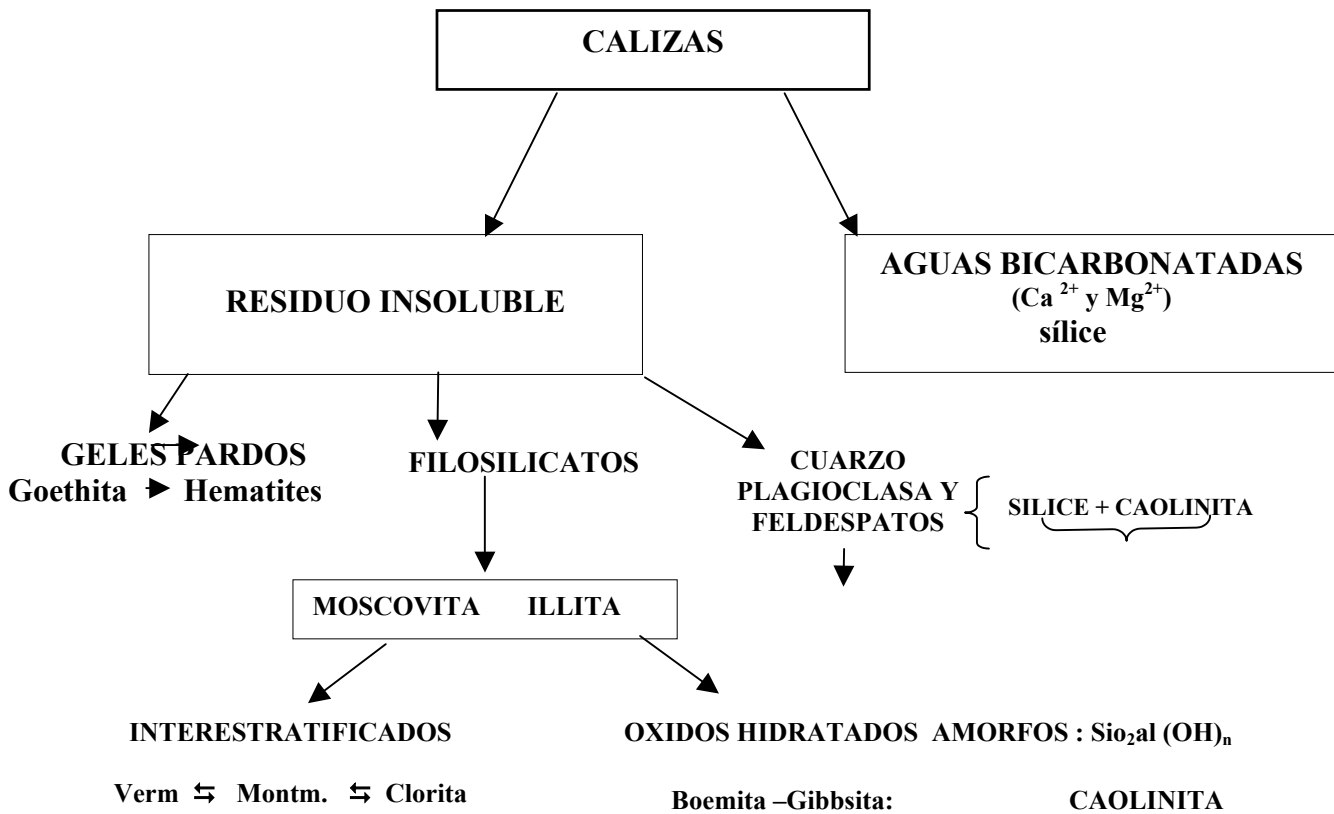 CALIZAS
RESIDUO INSOLUBLE
AGUAS BICARBONATADAS
(Ca ²⁺ y Mg²⁺)
sílice
GELES PARDOS
Goethita → Hematites
FILOSILICATOS
CUARZO
PLAGIOCLASA Y
FELDESPATOS
SILICE + CAOLINITA
MOSCOVITA ILLITA
INTERESTRATIFICADOS
Verm ⇆ Montm. ⇆ Clorita
OXIDOS HIDRATADOS AMORFOS : Sio₂al (OH)ₙ
Boemita –Gibbsita: CAOLINITA